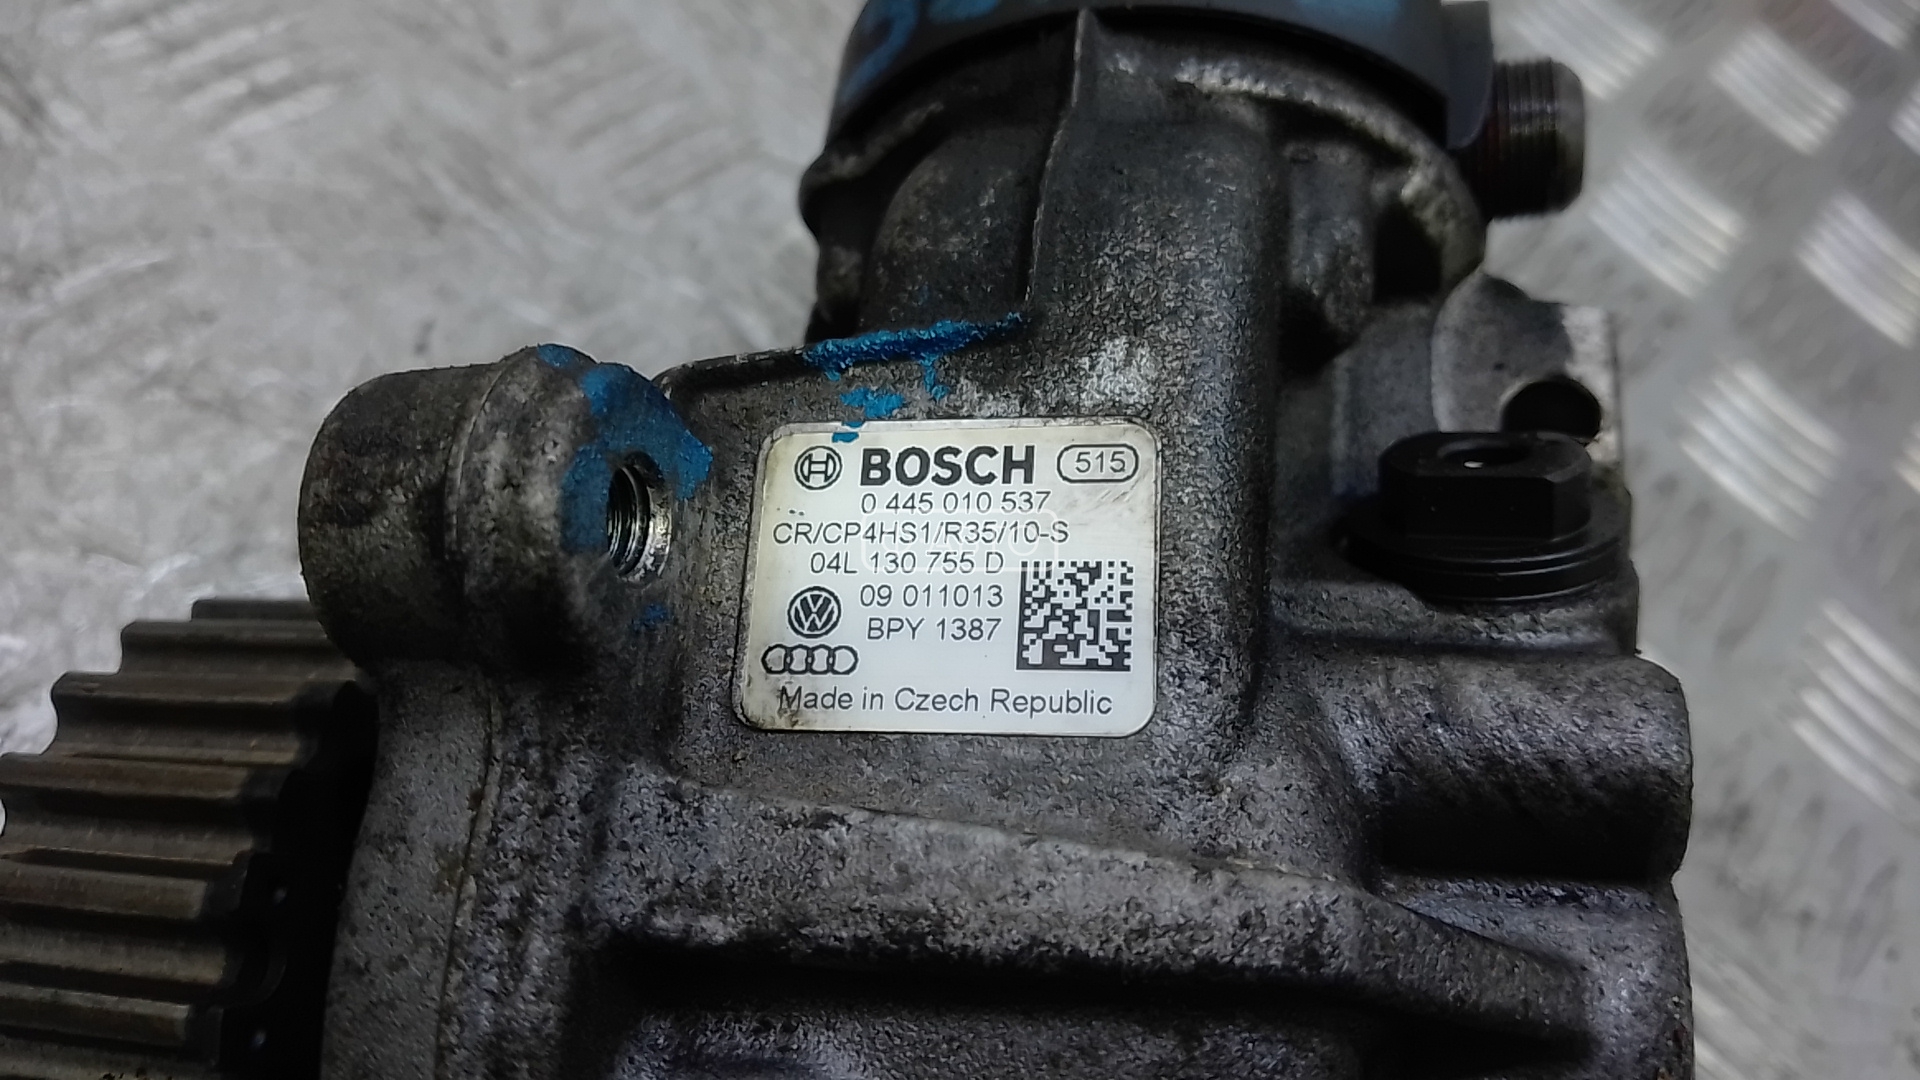 BOSCH 515
0 445 010 537
CR/CP4HS1/R35/10-S
04L 130 755 D
09 011013
BPY 1387
Made in Czech Republic